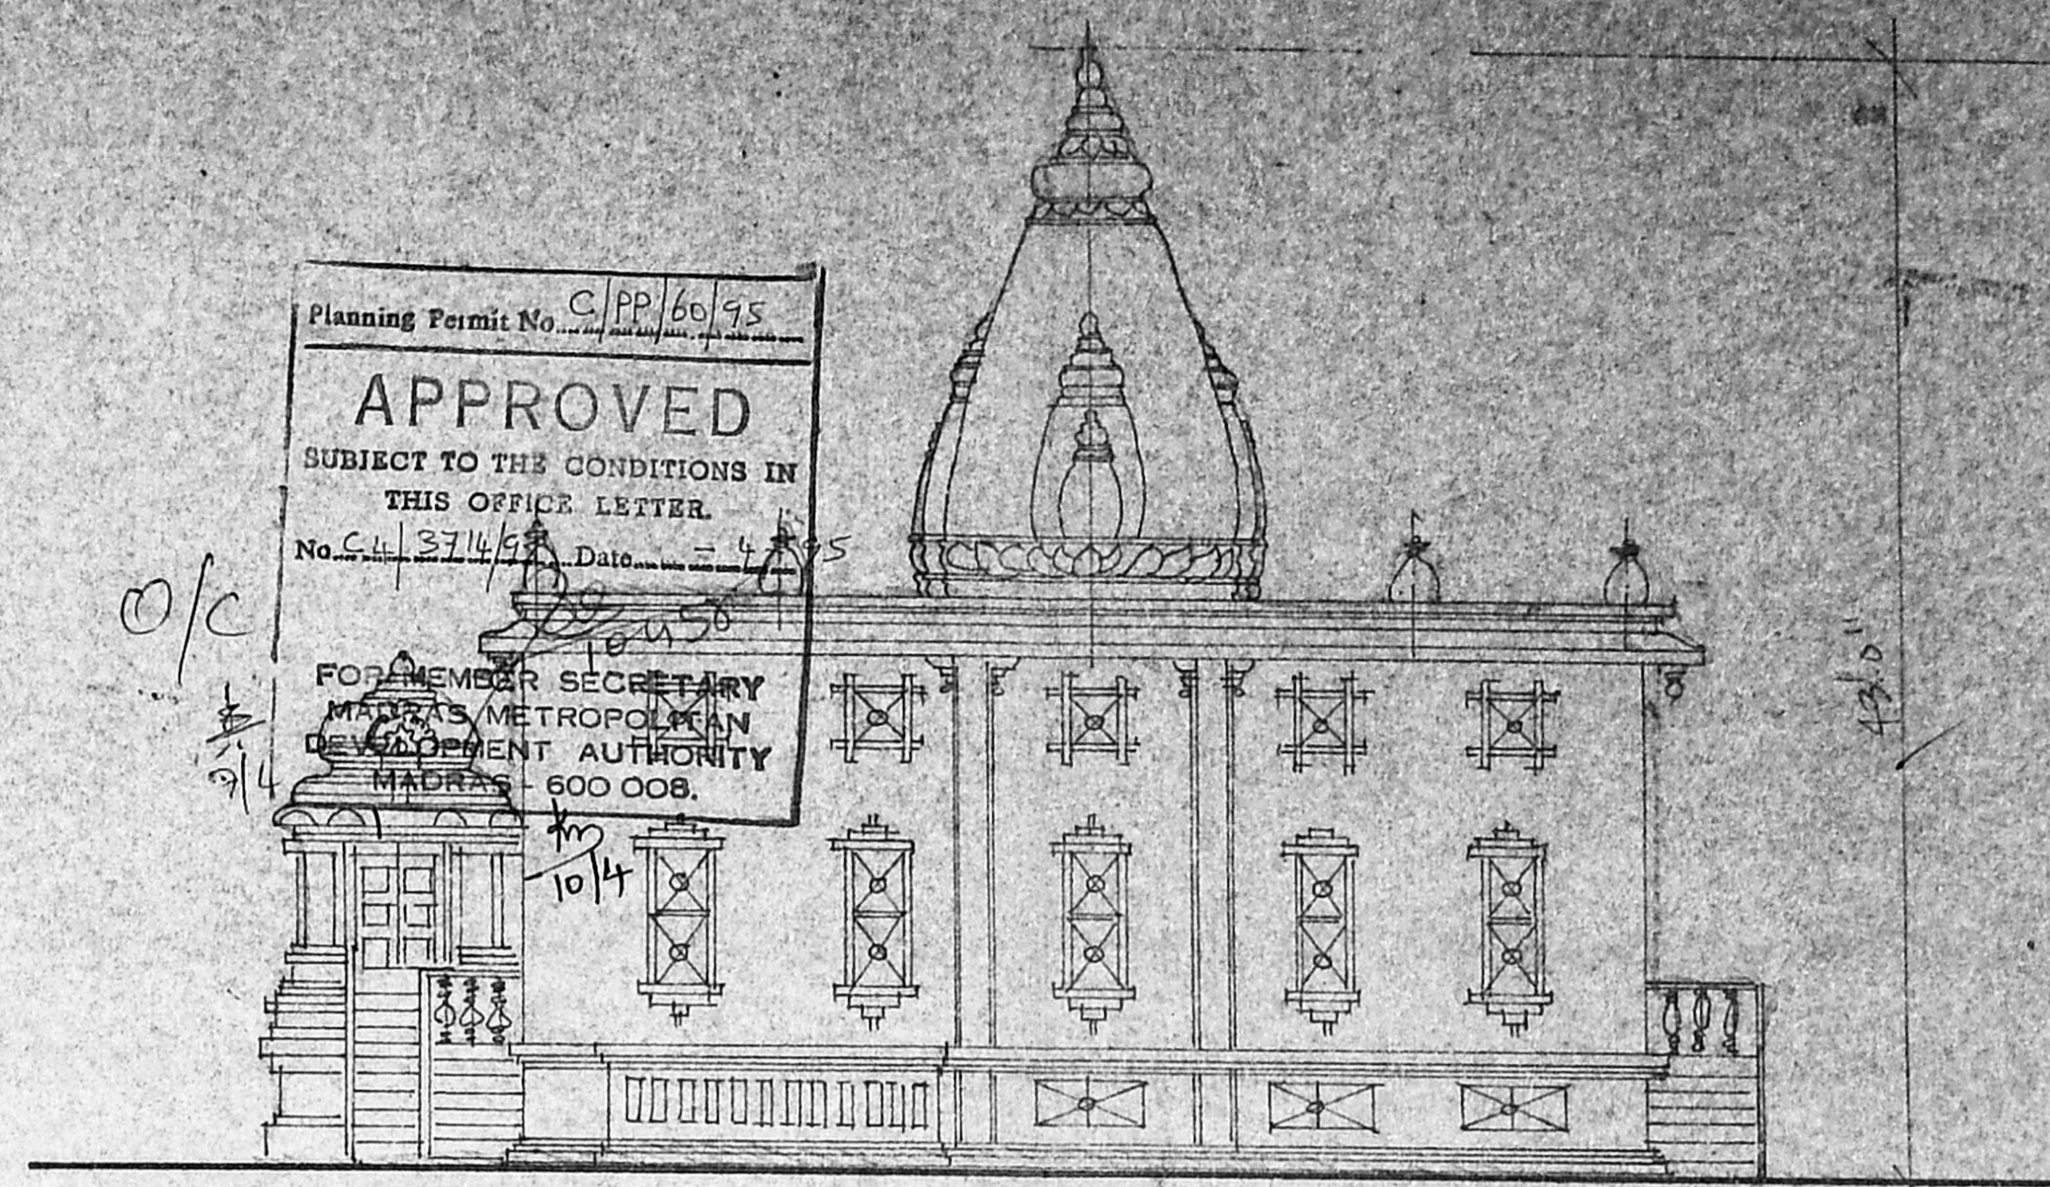 Planning Permit No. C/PP/60/95
APPROVED
SUBJECT TO THE CONDITIONS IN
THIS OFFICE LETTER.
No. C4/3714/9 Date - 4 95
FOR MEMBER SECRETARY
MADRAS METROPOLITAN
DEVELOPMENT AUTHORITY
MADRAS - 600 008.
O/C
10/4
43'.0"